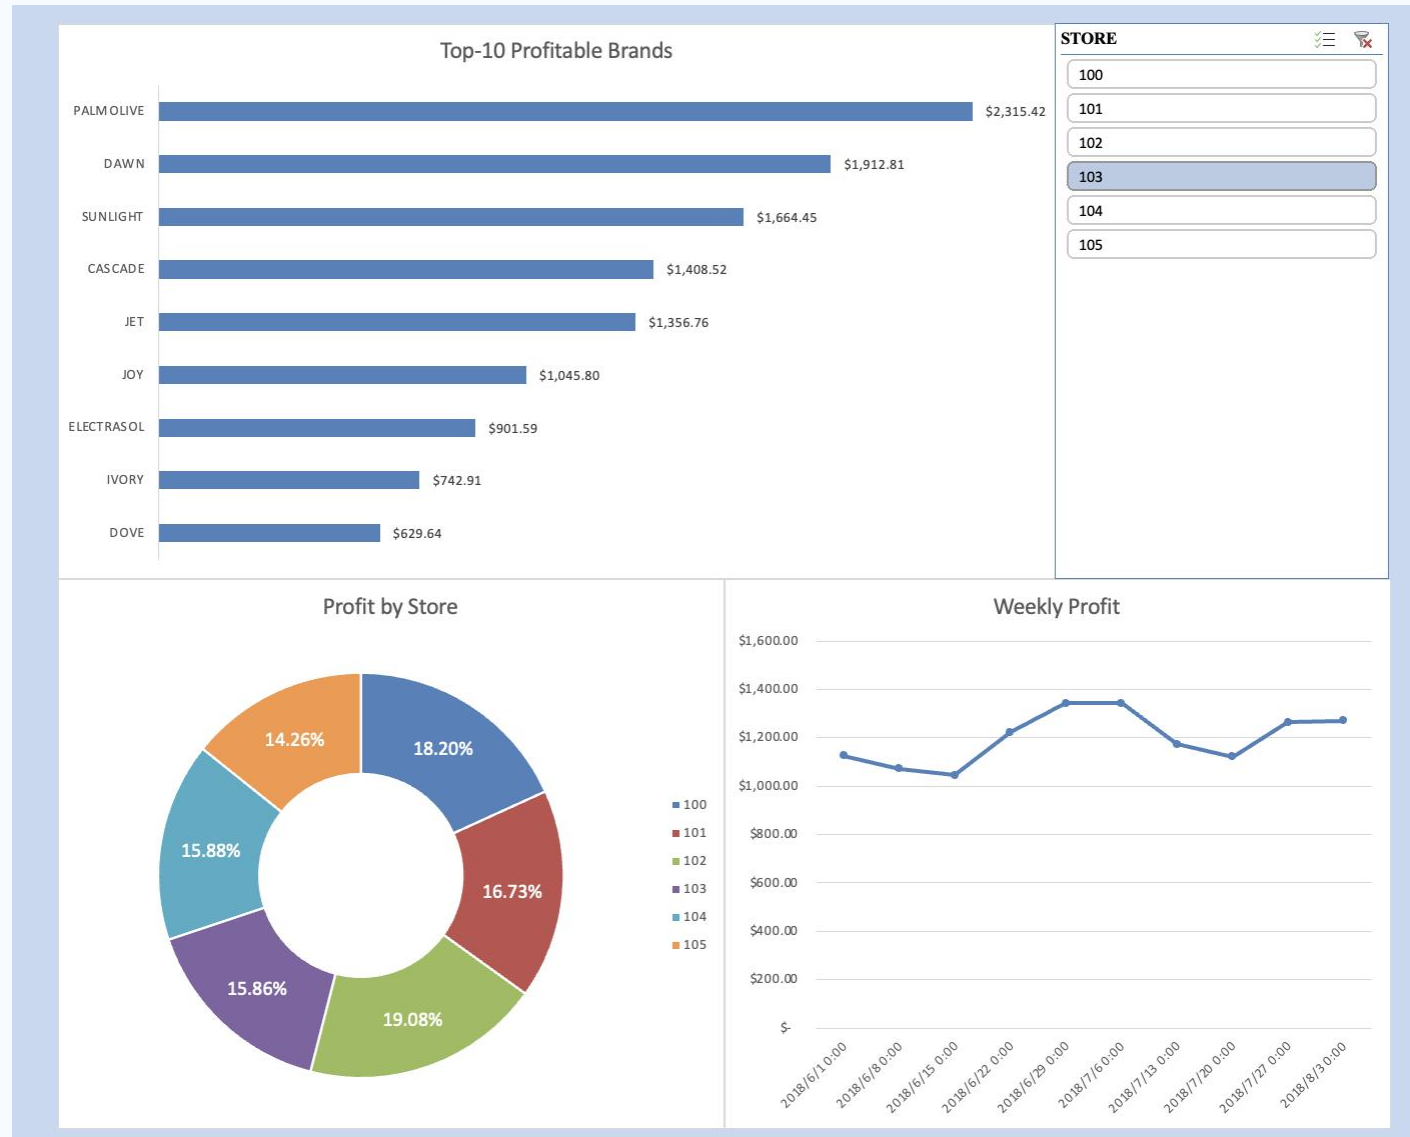 Top-10 Profitable Brands
PALMOLIVE $2,315.42
DAWN $1,912.81
SUNLIGHT $1,664.45
CASCADE $1,408.52
JET $1,356.76
JOY $1,045.80
ELECTRASOL $901.59
IVORY $742.91
DOVE $629.64
STORE
100
101
102
103
104
105
Profit by Store
18.20%
16.73%
19.08%
15.86%
15.88%
14.26%
100
101
102
103
104
105
Weekly Profit
$1,600.00
$1,400.00
$1,200.00
$1,000.00
$800.00
$600.00
$400.00
$200.00
$-
2018/6/1 0:00
2018/6/8 0:00
2018/6/15 0:00
2018/6/22 0:00
2018/6/29 0:00
2018/7/6 0:00
2018/7/13 0:00
2018/7/20 0:00
2018/7/27 0:00
2018/8/3 0:00